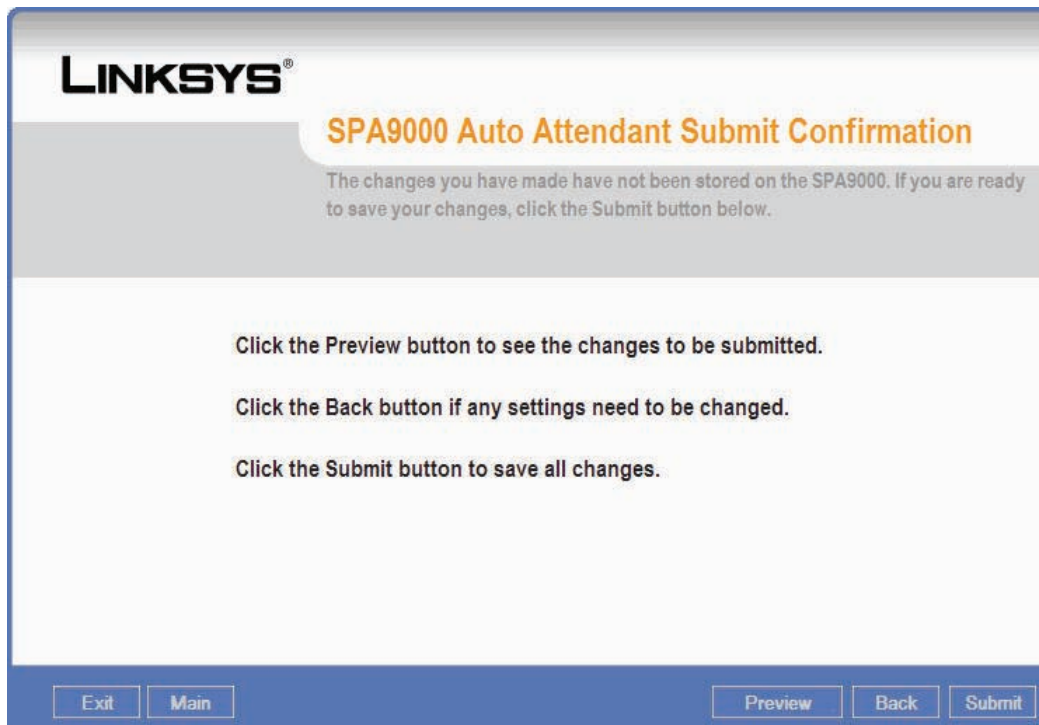 LINKSYS®
SPA9000 Auto Attendant Submit Confirmation
The changes you have made have not been stored on the SPA9000. If you are ready
to save your changes, click the Submit button below.
Click the Preview button to see the changes to be submitted.
Click the Back button if any settings need to be changed.
Click the Submit button to save all changes.
Exit Main Preview Back Submit